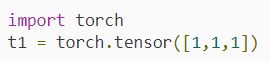 import torch
t1 = torch.tensor([1,1,1])